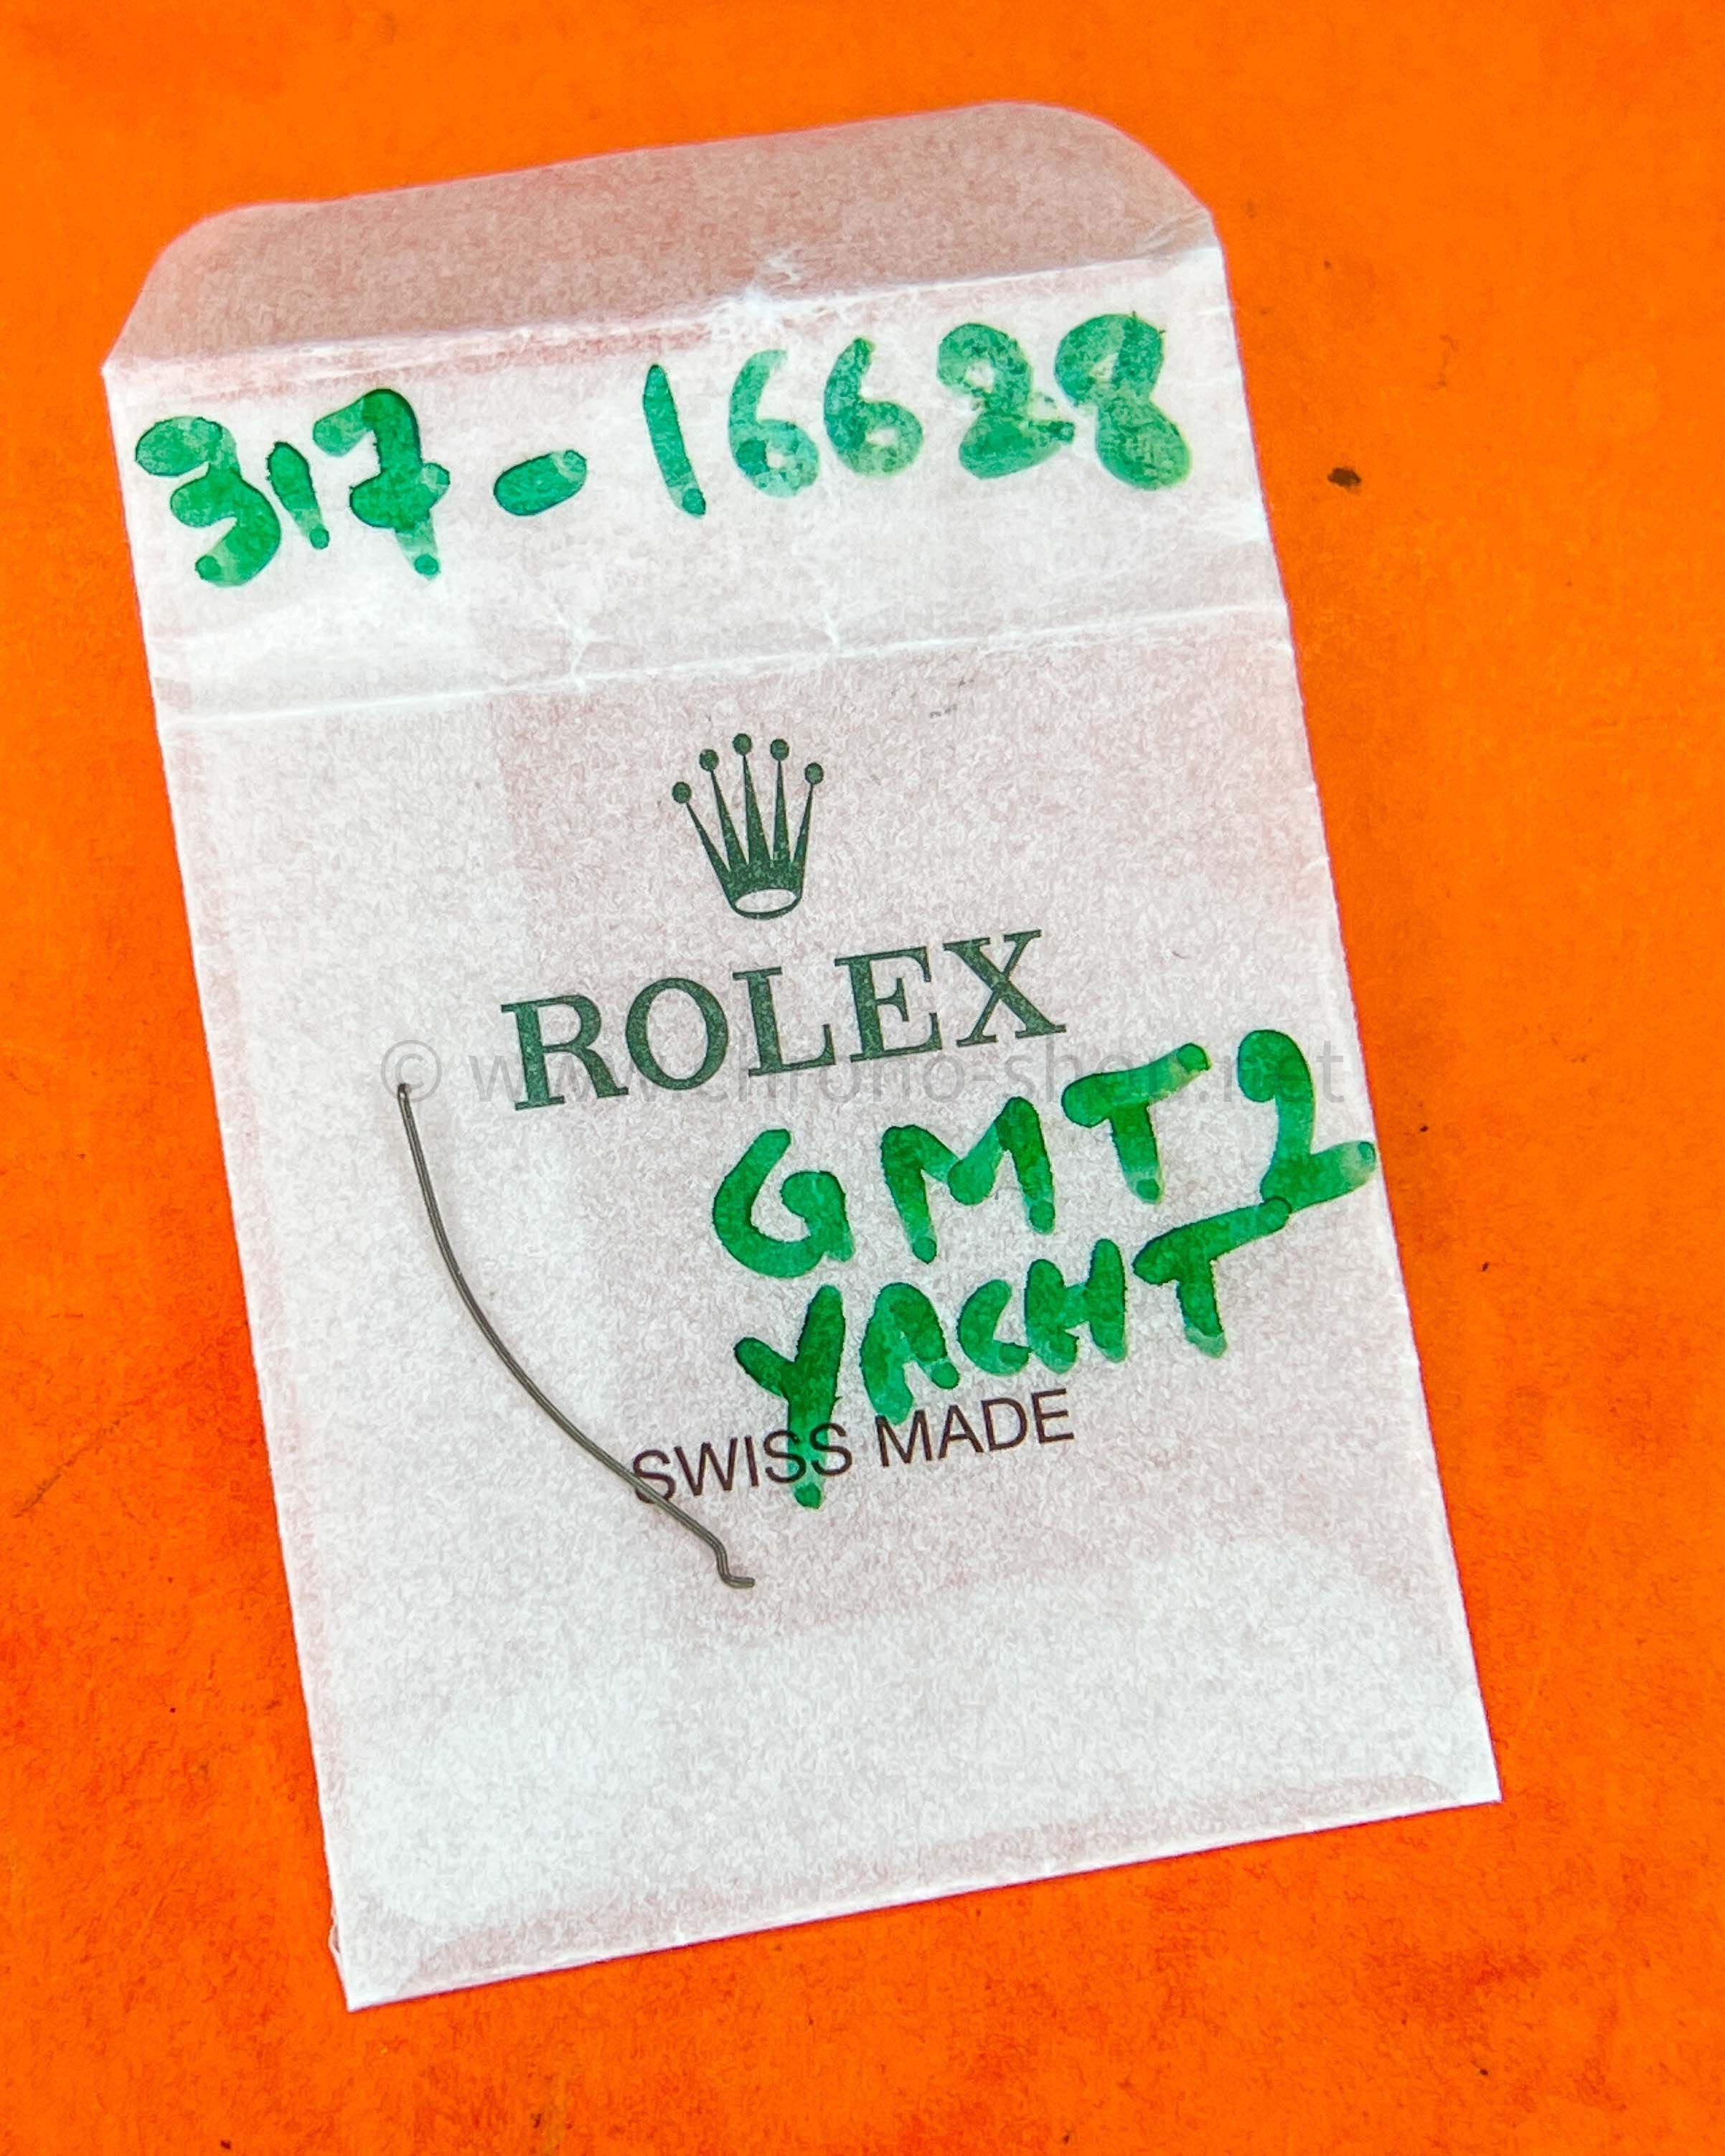 317-16628
ROLEX
© www.chrono-shop.net
GMT2
YACHT
SWISS MADE